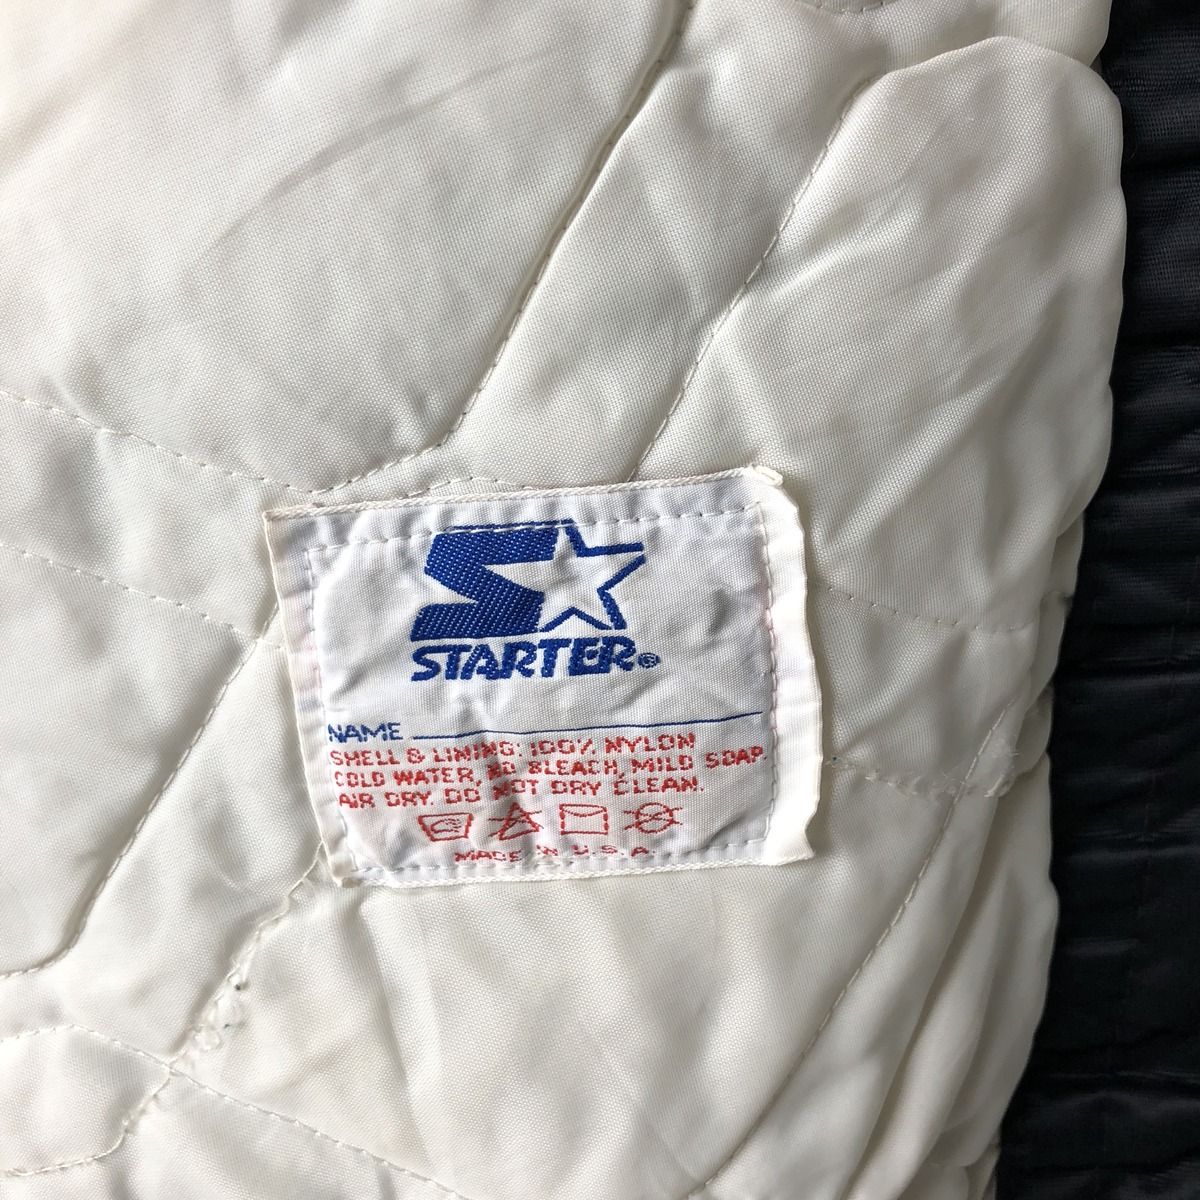 STARTER®
NAME
SHELL & LINING: 100% NYLON
COLD WATER, NO BLEACH, MILD SOAP.
AIR DRY. DO NOT DRY CLEAN.
MADE IN U.S.A